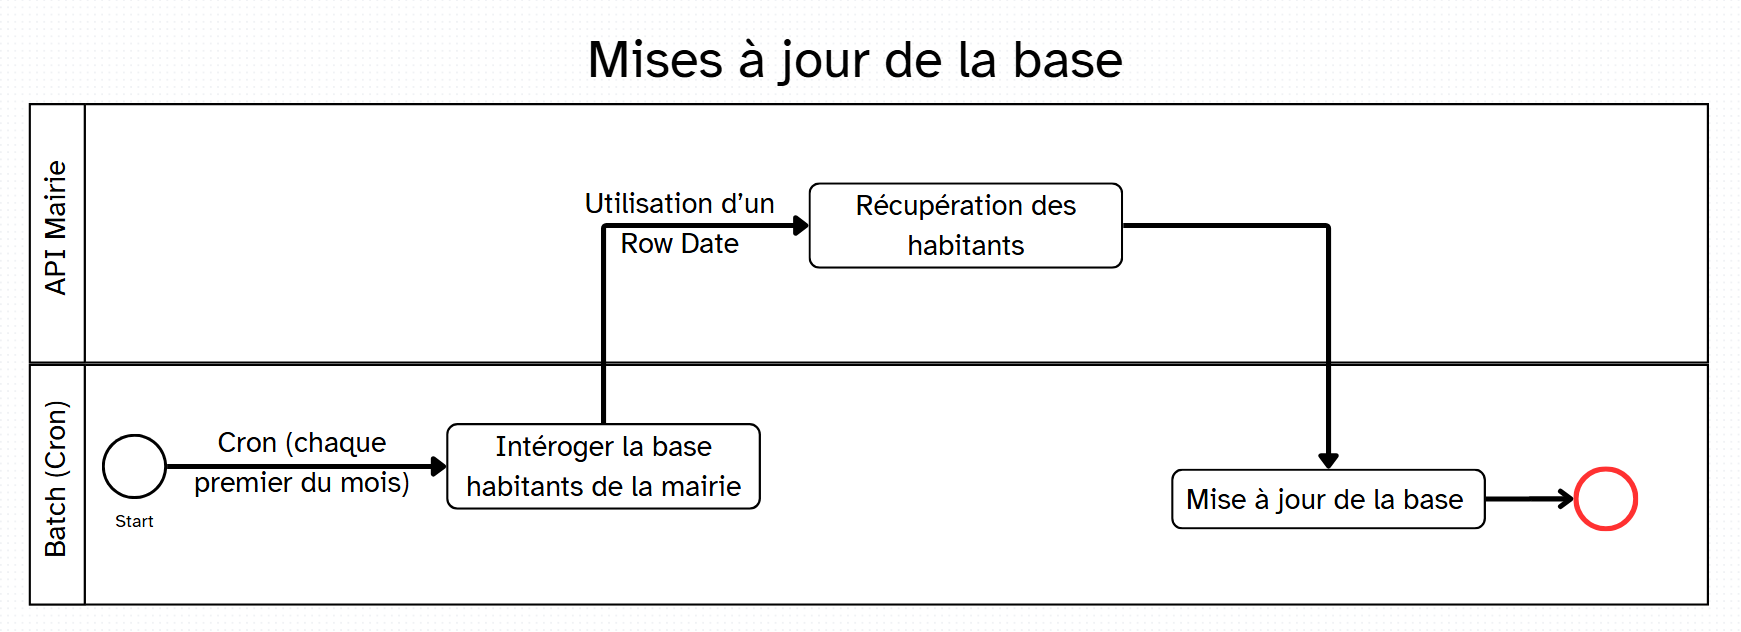 Mises à jour de la base
API Mairie
Utilisation d’un
Row Date
Récupération des
habitants
Batch (Cron)
Start
Cron (chaque
premier du mois)
Intéroger la base
habitants de la mairie
Mise à jour de la base